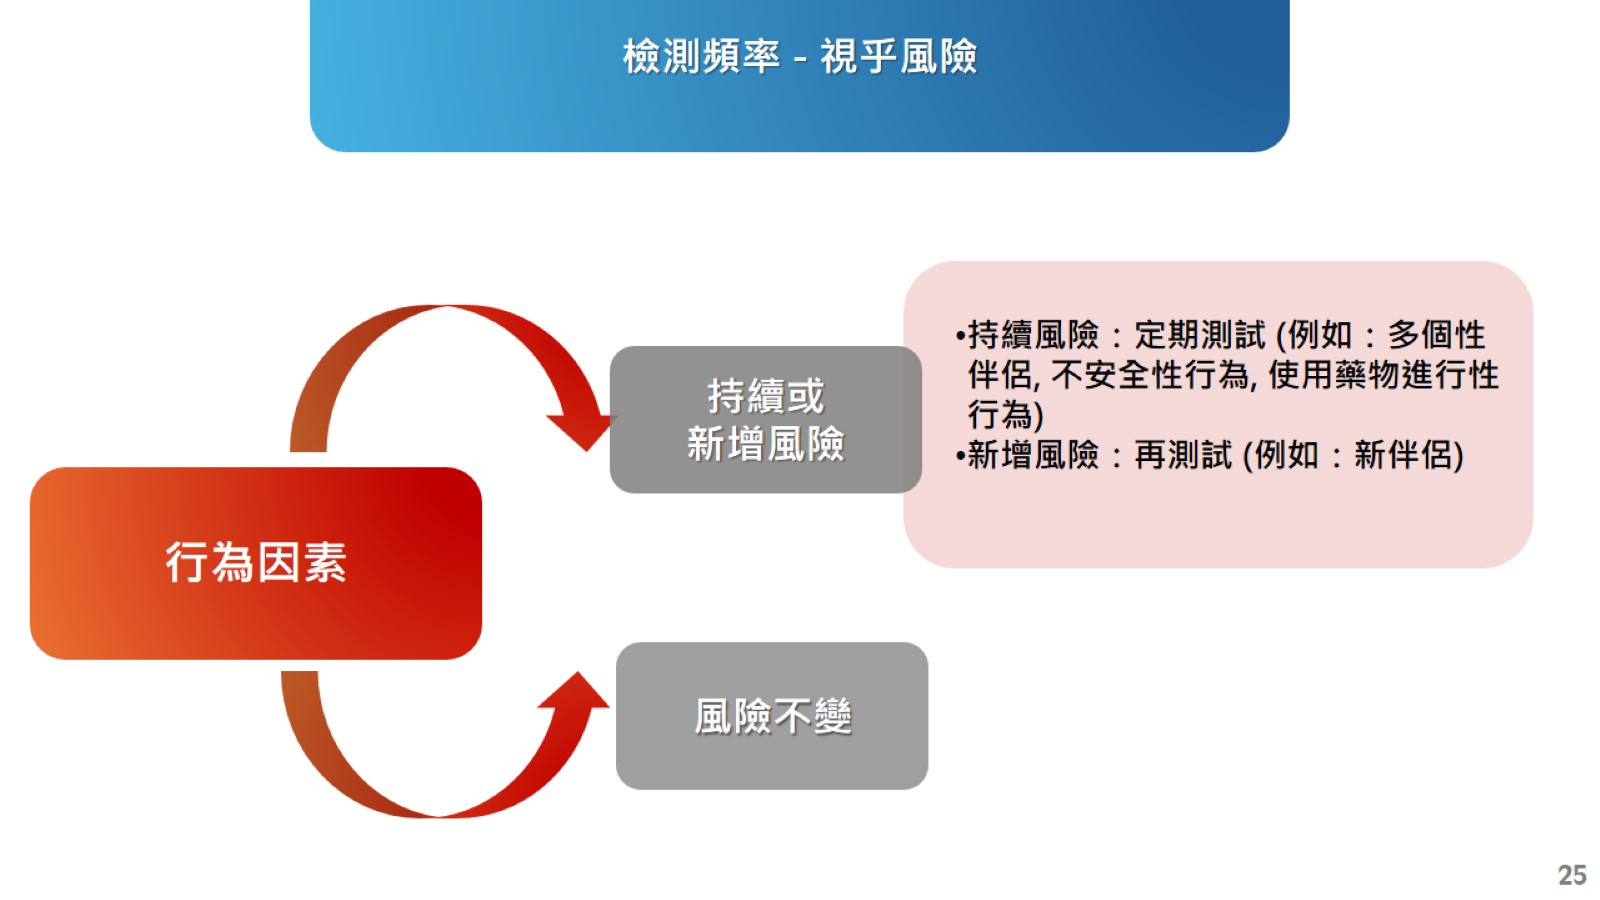 檢測頻率 - 視乎風險
持續或
新增風險
•持續風險：定期測試 (例如：多個性
伴侶, 不安全性行為, 使用藥物進行性
行為)
•新增風險：再測試 (例如：新伴侶)
行為因素
風險不變
25